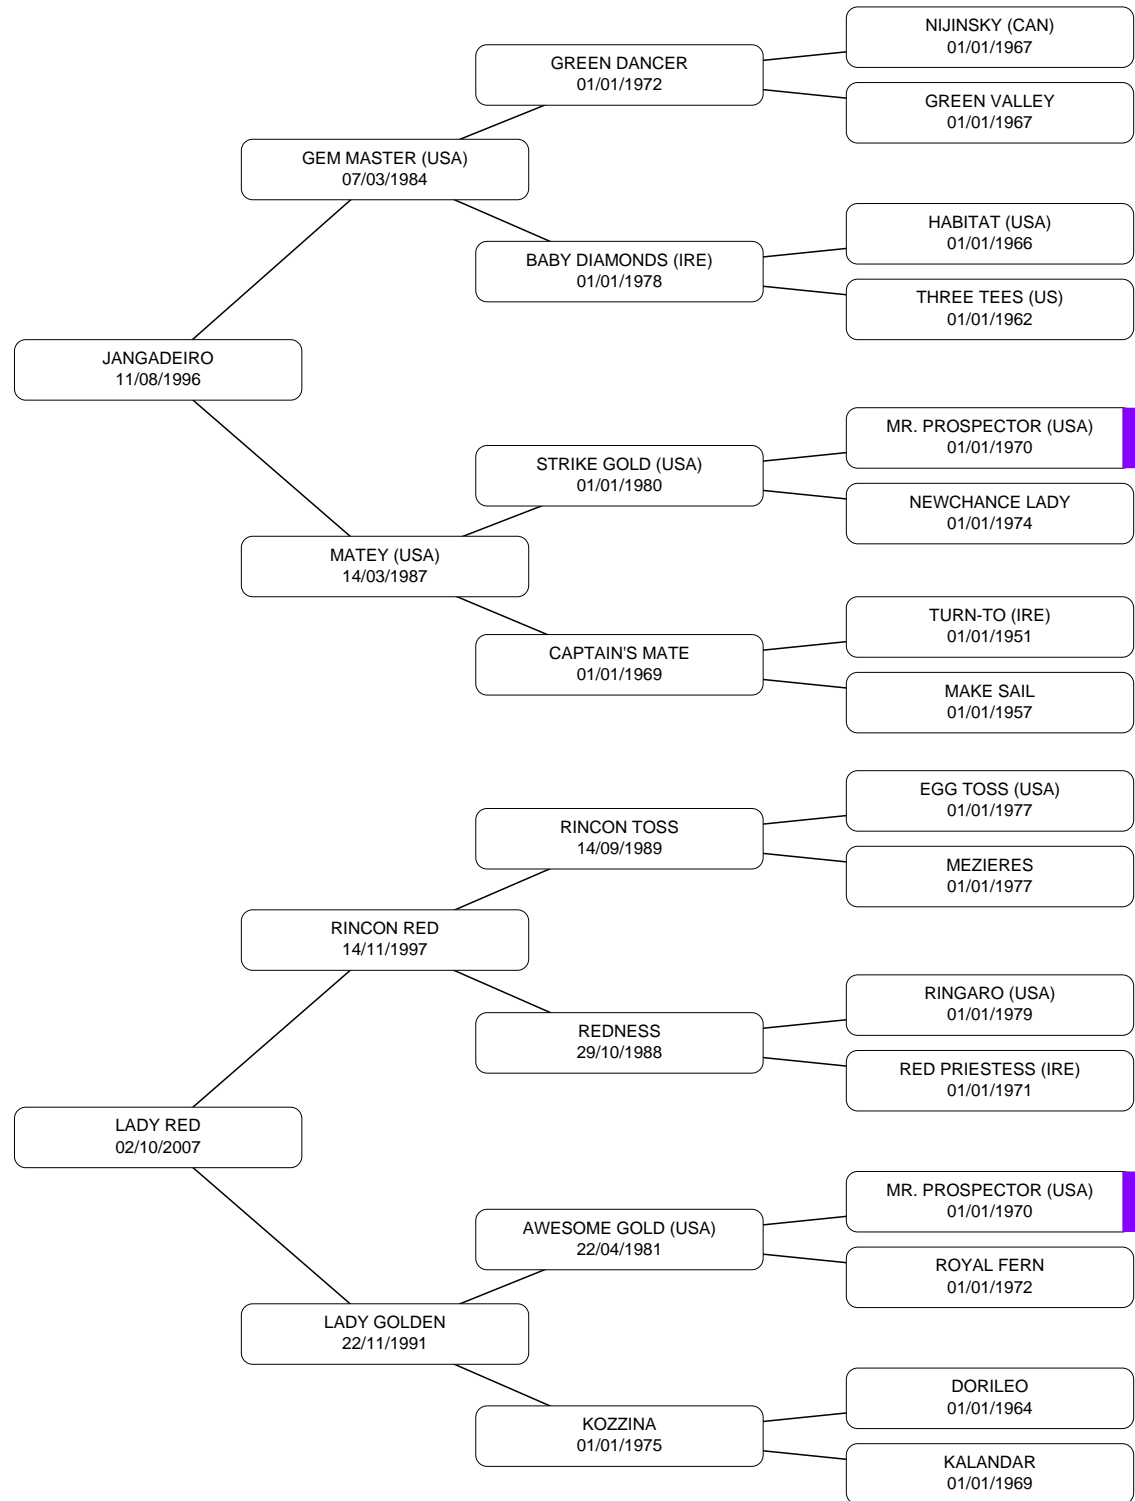 NIJINSKY (CAN)
01/01/1967
GREEN DANCER
01/01/1972
GREEN VALLEY
01/01/1967
GEM MASTER (USA)
07/03/1984
HABITAT (USA)
01/01/1966
BABY DIAMONDS (IRE)
01/01/1978
THREE TEES (US)
01/01/1962
JANGADEIRO
11/08/1996
MR. PROSPECTOR (USA)
01/01/1970
STRIKE GOLD (USA)
01/01/1980
NEWCHANCE LADY
01/01/1974
MATEY (USA)
14/03/1987
TURN-TO (IRE)
01/01/1951
CAPTAIN'S MATE
01/01/1969
MAKE SAIL
01/01/1957
EGG TOSS (USA)
01/01/1977
RINCON TOSS
14/09/1989
MEZIERES
01/01/1977
RINCON RED
14/11/1997
RINGARO (USA)
01/01/1979
REDNESS
29/10/1988
RED PRIESTESS (IRE)
01/01/1971
LADY RED
02/10/2007
MR. PROSPECTOR (USA)
01/01/1970
AWESOME GOLD (USA)
22/04/1981
ROYAL FERN
01/01/1972
LADY GOLDEN
22/11/1991
DORILEO
01/01/1964
KOZZINA
01/01/1975
KALANDAR
01/01/1969